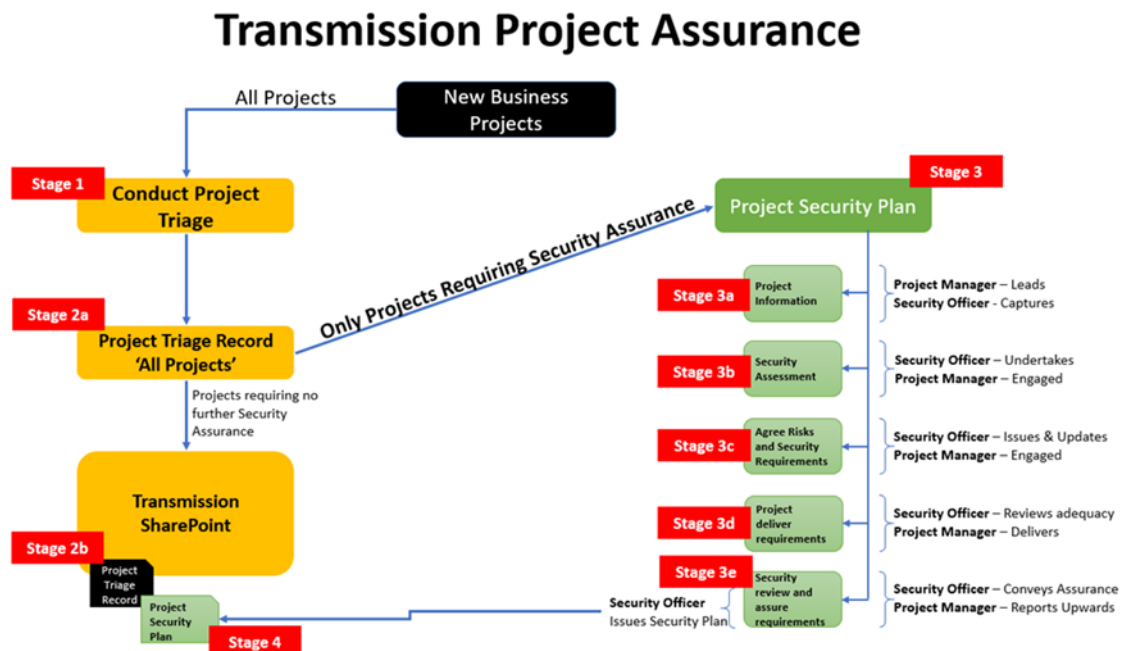 Transmission Project Assurance
All Projects
New Business
Projects
Stage 1
Conduct Project
Triage
Stage 2a
Project Triage Record
‘All Projects’
Projects requiring no
further Security
Assurance
Only Projects Requiring Security Assurance
Transmission
SharePoint
Stage 2b
Project
Triage
Record
Project
Security
Plan
Stage 4
Stage 3
Project Security Plan
Stage 3a
Project
Information
Project Manager – Leads
Security Officer - Captures
Stage 3b
Security
Assessment
Security Officer – Undertakes
Project Manager – Engaged
Stage 3c
Agree Risks
and Security
Requirements
Security Officer – Issues & Updates
Project Manager – Engaged
Stage 3d
Project
deliver
requirements
Security Officer – Reviews adequacy
Project Manager – Delivers
Stage 3e
Security
review and
assure
requirements
Security Officer – Conveys Assurance
Project Manager – Reports Upwards
Security Officer
Issues Security Plan